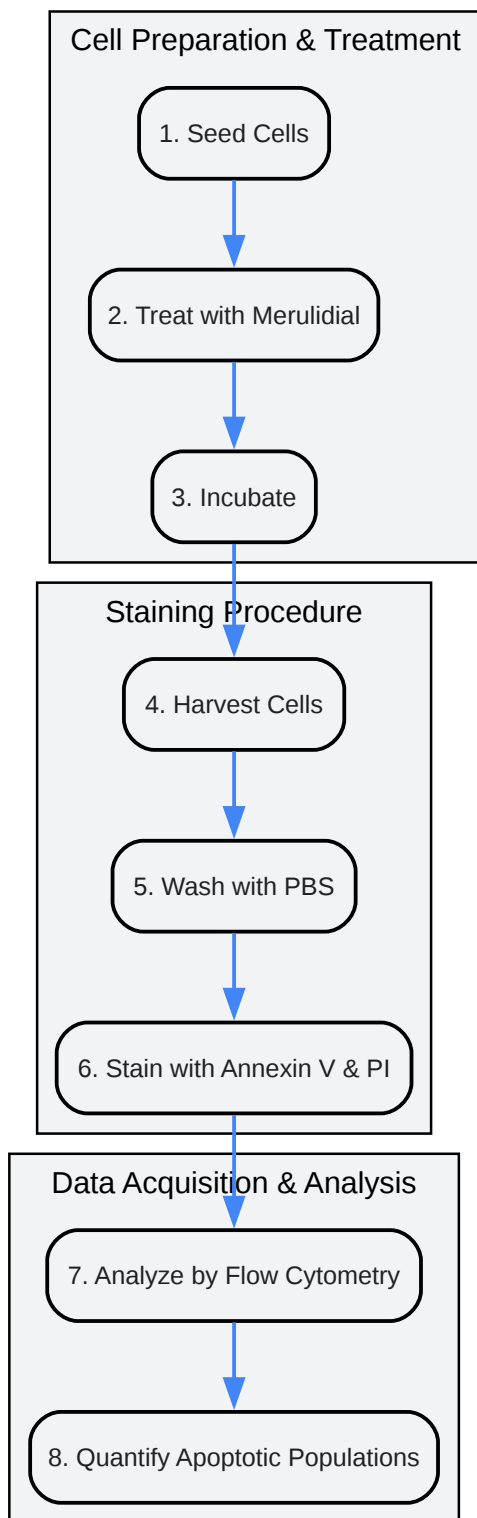 Cell Preparation & Treatment
1. Seed Cells
2. Treat with Merulidial
3. Incubate
Staining Procedure
4. Harvest Cells
5. Wash with PBS
6. Stain with Annexin V & PI
Data Acquisition & Analysis
7. Analyze by Flow Cytometry
8. Quantify Apoptotic Populations